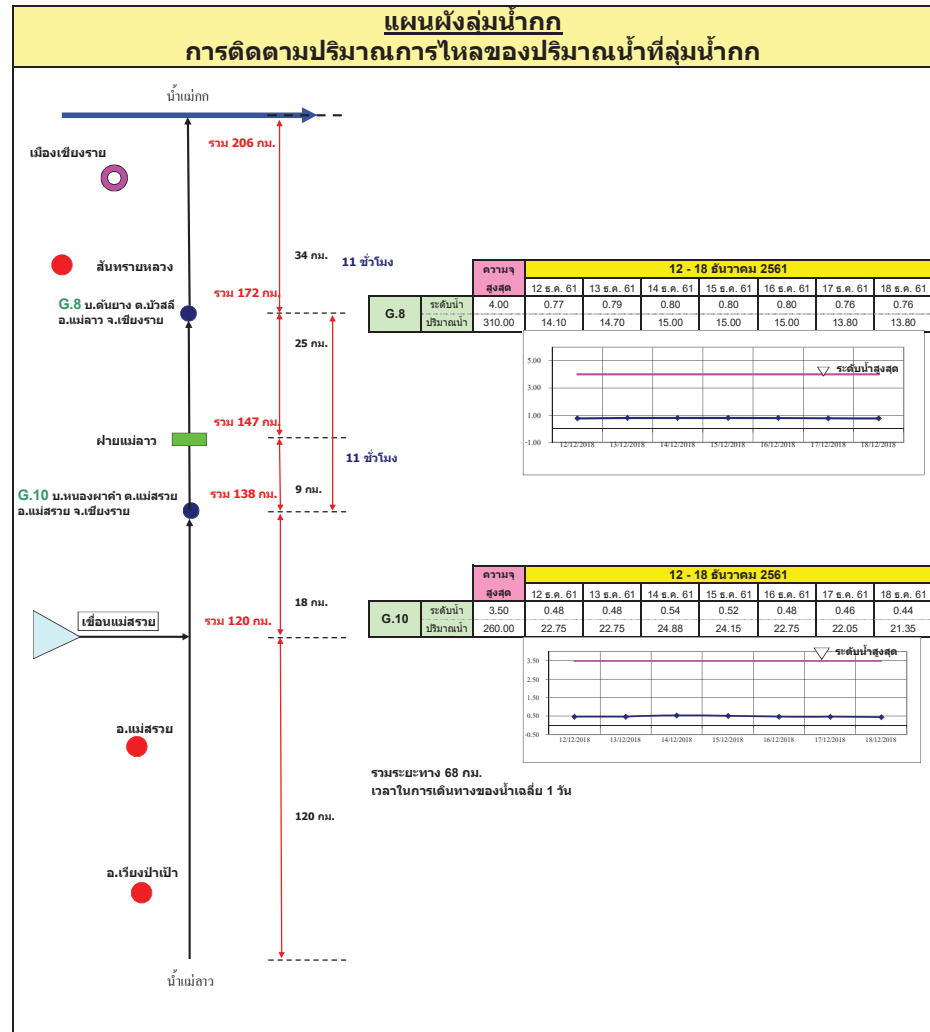 แผนผังลุ่มน้ำกก
การติดตามปริมาณการไหลของปริมาณน้ำที่ลุ่มน้ำกก
น้ำแม่กก
รวม 206 กม.
เมืองเชียงราย
34 กม.
11 ชั่วโมง
สันทรายหลวง
รวม 172 กม.
G.8 บ.ต้นยาง ต.บัวสลี
อ.แม่ลาว จ.เชียงราย
25 กม.
รวม 147 กม.
ฝายแม่ลาว
11 ชั่วโมง
9 กม.
รวม 138 กม.
G.10 บ.หนองผาคำ ต.แม่สรวย
อ.แม่สรวย จ.เชียงราย
18 กม.
เขื่อนแม่สรวย
รวม 120 กม.
อ.แม่สรวย
120 กม.
อ.เวียงป่าเป้า
น้ำแม่ลาว
ความจุ 12 - 18 ธันวาคม 2561
สูงสุด 12 ธ.ค. 61 13 ธ.ค. 61 14 ธ.ค. 61 15 ธ.ค. 61 16 ธ.ค. 61 17 ธ.ค. 61 18 ธ.ค. 61
G.8 ระดับน้ำ 4.00 0.77 0.79 0.80 0.80 0.80 0.76 0.76
ปริมาณน้ำ 310.00 14.10 14.70 15.00 15.00 15.00 13.80 13.80
ระดับน้ำสูงสุด
5.00
3.00
1.00
-1.00
12/12/2018 13/12/2018 14/12/2018 15/12/2018 16/12/2018 17/12/2018 18/12/2018
ความจุ 12 - 18 ธันวาคม 2561
สูงสุด 12 ธ.ค. 61 13 ธ.ค. 61 14 ธ.ค. 61 15 ธ.ค. 61 16 ธ.ค. 61 17 ธ.ค. 61 18 ธ.ค. 61
G.10 ระดับน้ำ 3.50 0.48 0.48 0.54 0.52 0.48 0.46 0.44
ปริมาณน้ำ 260.00 22.75 22.75 24.88 24.15 22.75 22.05 21.35
ระดับน้ำสูงสุด
3.50
2.50
1.50
0.50
-0.50
12/12/2018 13/12/2018 14/12/2018 15/12/2018 16/12/2018 17/12/2018 18/12/2018
รวมระยะทาง 68 กม.
เวลาในการเดินทางของน้ำเฉลี่ย 1 วัน